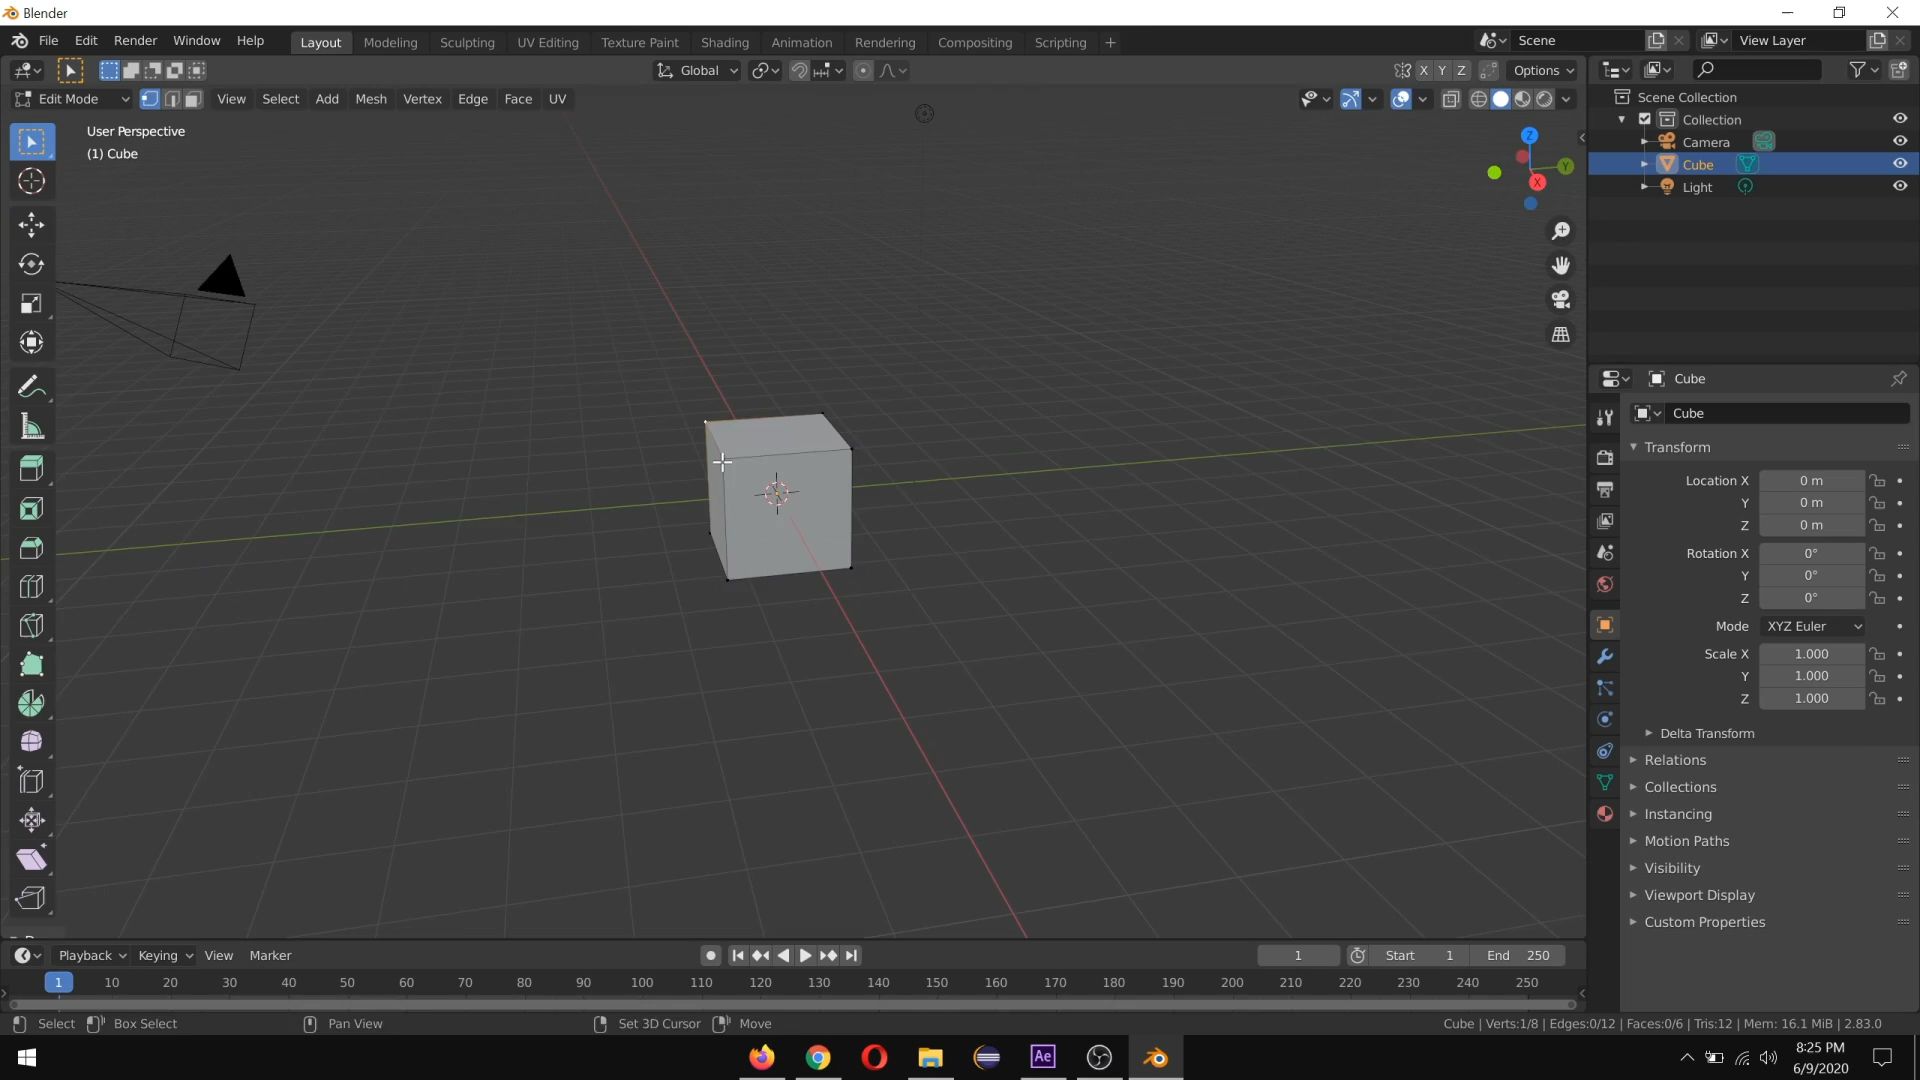 Blender
File Edit Render Window Help Layout Modeling Sculpting UV Editing Texture Paint Shading Animation Rendering Compositing Scripting + Scene View Layer
Global X Y Z Options
Edit Mode View Select Add Mesh Vertex Edge Face UV
User Perspective
(1) Cube
Z
Y
X
Scene Collection
Collection
Camera
Cube
Light
Cube
Cube
Transform
Location X 0 m
Y 0 m
Z 0 m
Rotation X 0°
Y 0°
Z 0°
Mode XYZ Euler
Scale X 1.000
Y 1.000
Z 1.000
Delta Transform
Relations
Collections
Instancing
Motion Paths
Visibility
Viewport Display
Custom Properties
Playback Keying View Marker 1 Start 1 End 250
1 10 20 30 40 50 60 70 80 90 100 110 120 130 140 150 160 170 180 190 200 210 220 230 240 250
Select Box Select Pan View Set 3D Cursor Move Cube | Verts:1/8 | Edges:0/12 | Faces:0/6 | Tris:12 | Mem: 16.1 MiB | 2.83.0
Ae
8:25 PM
6/9/2020